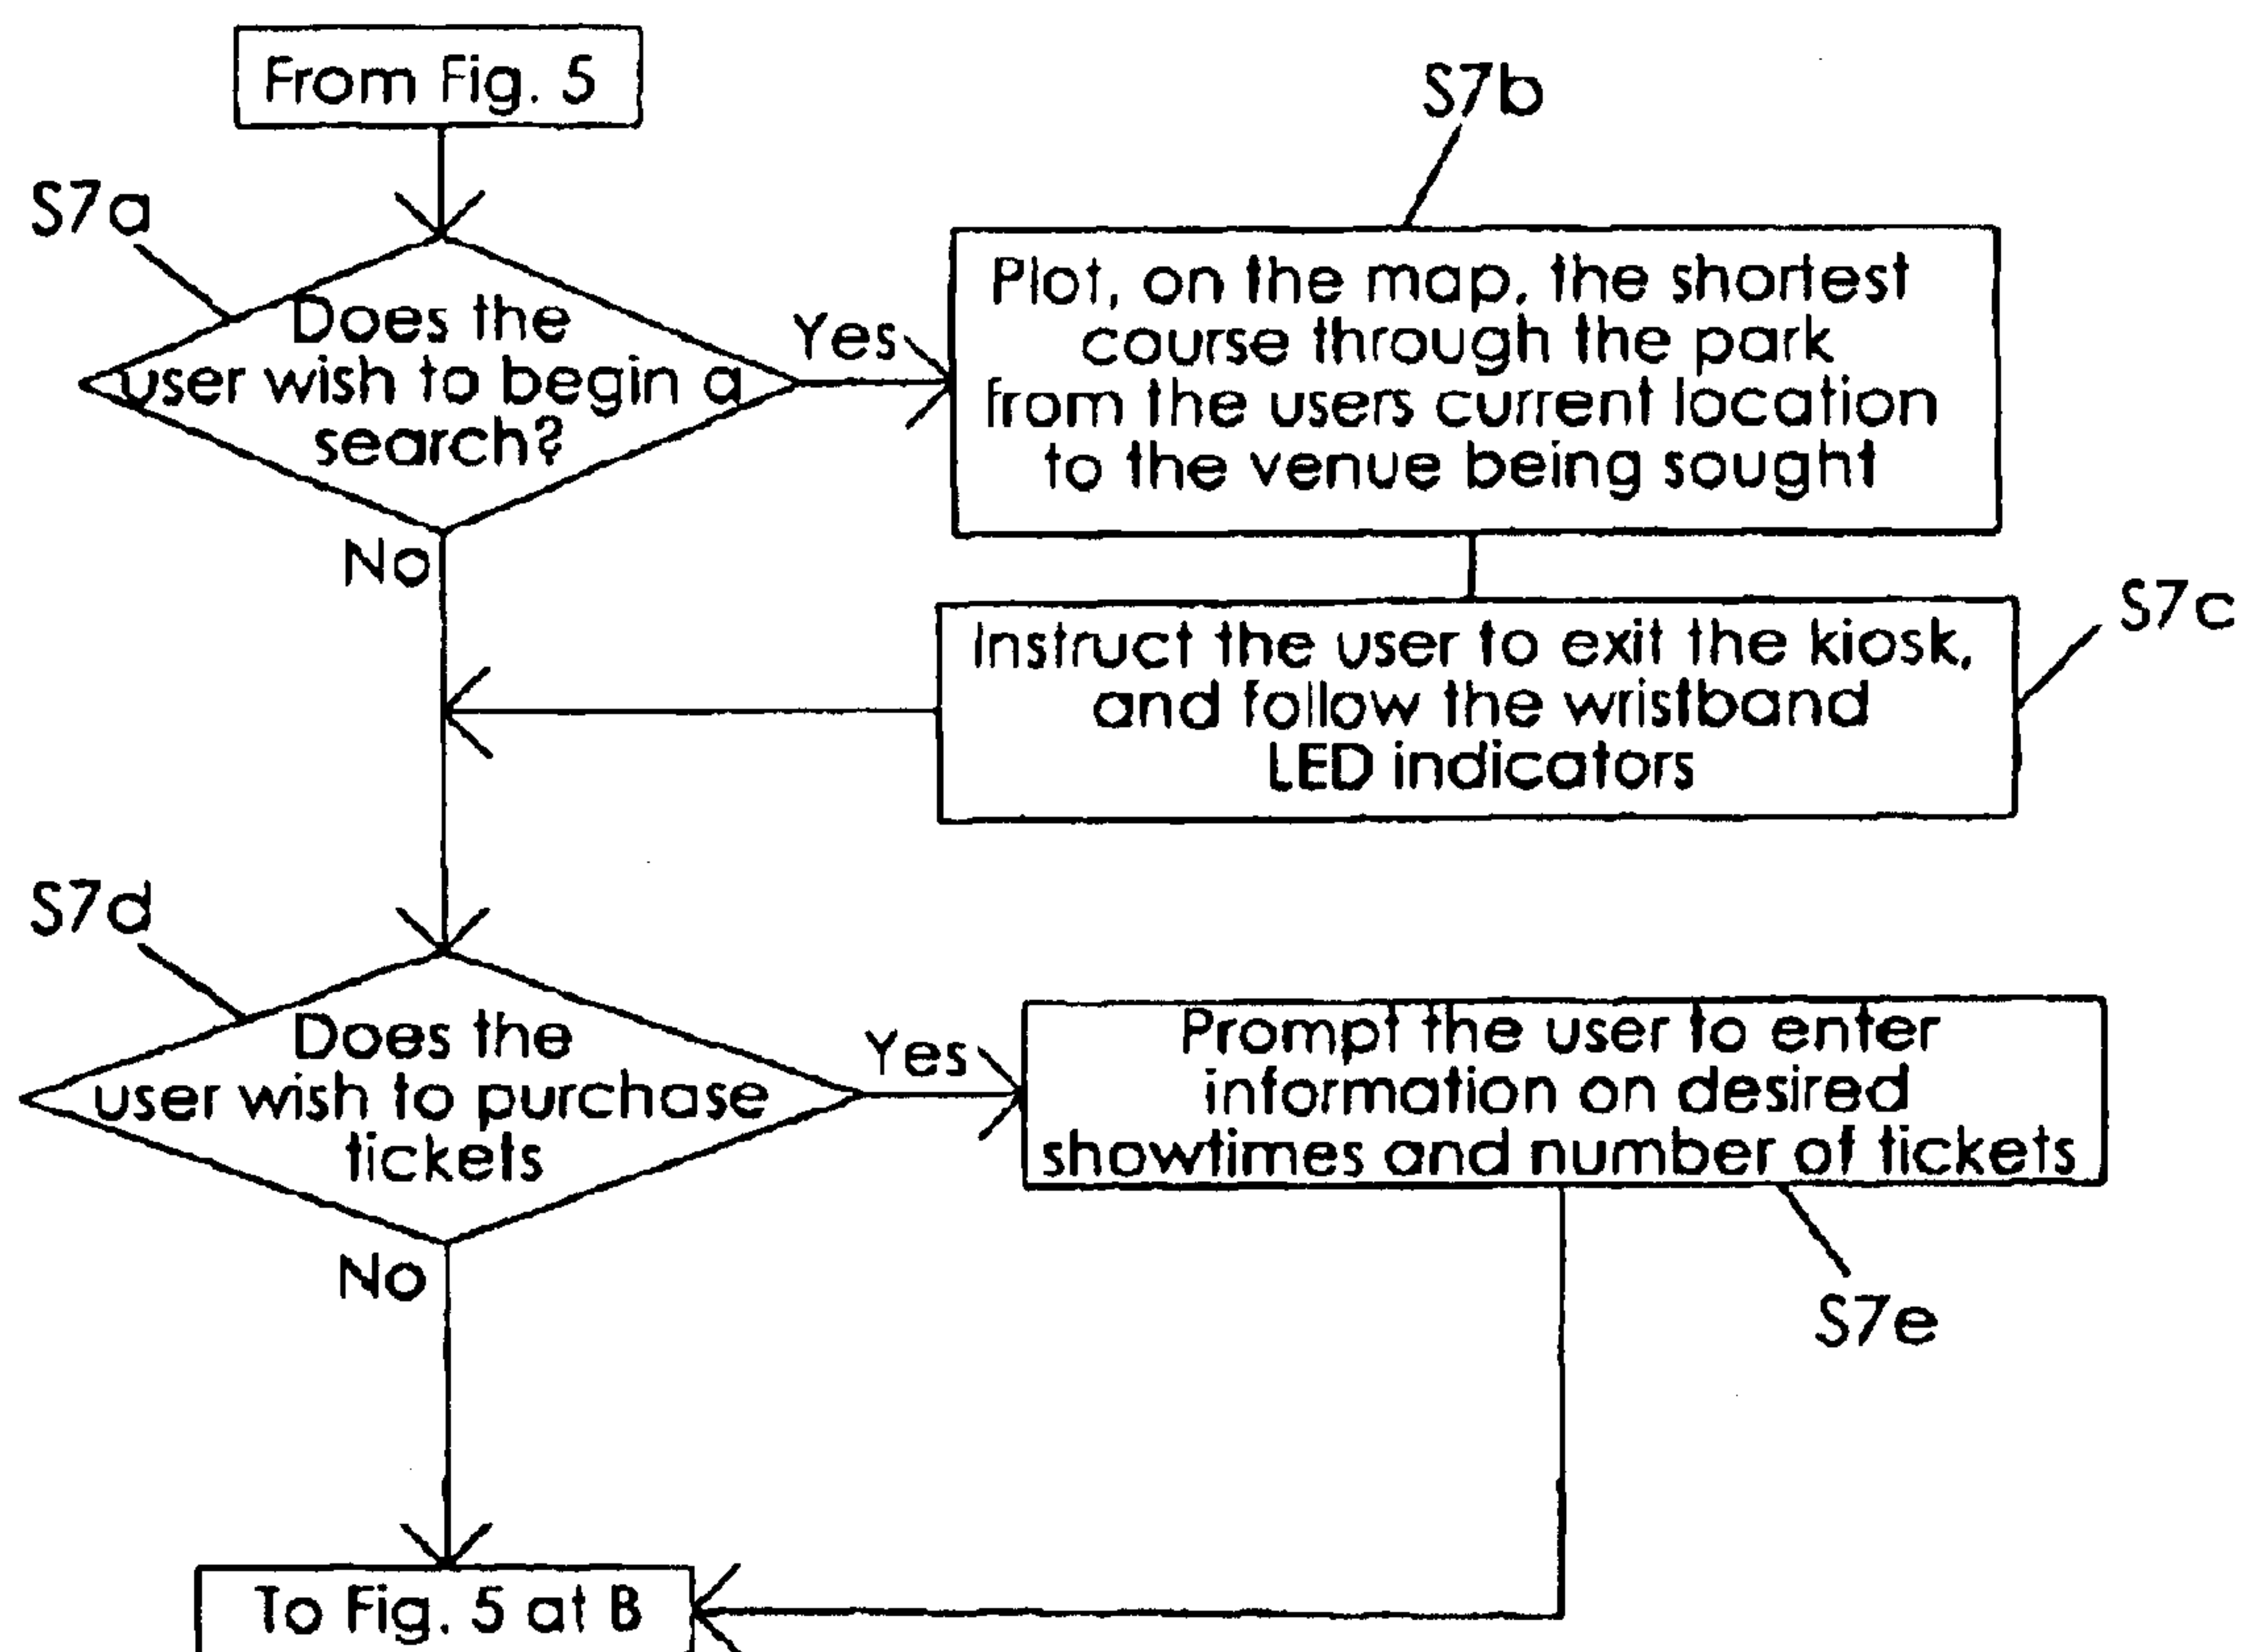 From Fig. 5
S7b
S7a
Does the
user wish to begin a
search?
Yes
Plot, on the map, the shortest
course through the park
from the users current location
to the venue being sought
No
S7c
Instruct the user to exit the kiosk,
and follow the wristband
LED indicators
S7d
Does the
user wish to purchase
tickets
Yes
Prompt the user to enter
information on desired
showtimes and number of tickets
No
S7e
To Fig. 5 at B